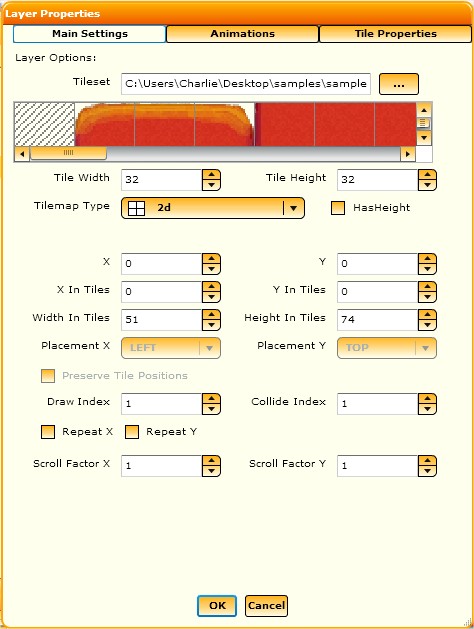 Layer Properties
Main Settings Animations Tile Properties
Layer Options:
Tileset C:\Users\Charlie\Desktop\samples\sample ...
Tile Width 32 Tile Height 32
Tilemap Type 2d HasHeight
X 0 Y 0
X In Tiles 0 Y In Tiles 0
Width In Tiles 51 Height In Tiles 74
Placement X LEFT Placement Y TOP
Preserve Tile Positions
Draw Index 1 Collide Index 1
Repeat X Repeat Y
Scroll Factor X 1 Scroll Factor Y 1
OK Cancel